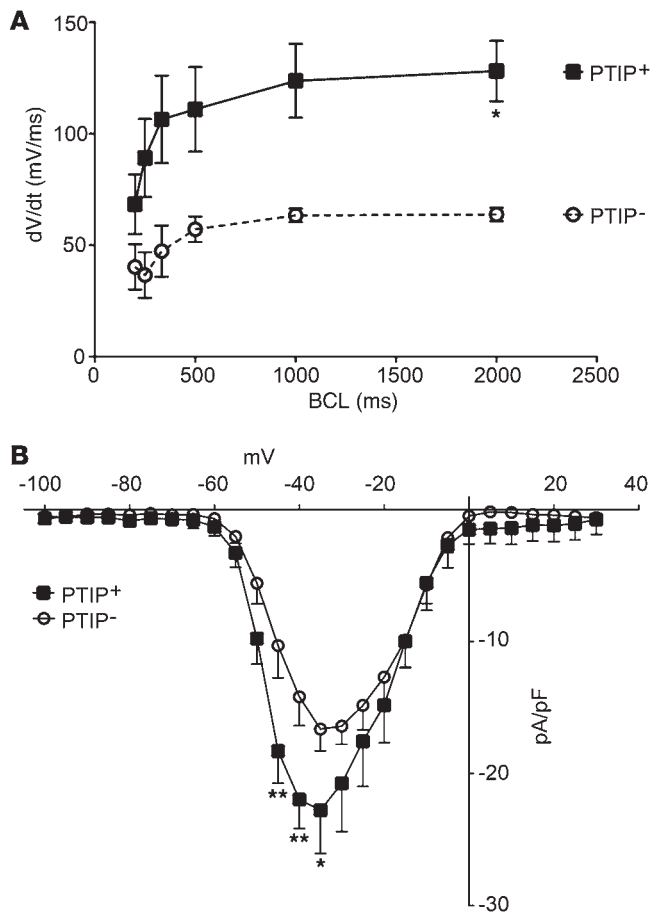 A
150
100
50
0
dV/dt (mV/ms)
PTIP+
*
PTIP-
0 500 1000 1500 2000 2500
BCL (ms)
B
mV
-100 -80 -60 -40 -20 20 40
PTIP+
PTIP-
-10
-20
-30
pA/pF
**
**
*